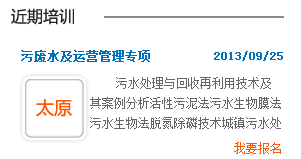 近期培训
污废水及运营管理专项 2013/09/25
太原
污水处理与回收再利用技术及
其案例分析活性污泥法污水生物膜法
污水生物法脱氮除磷技术城镇污水处
我要报名